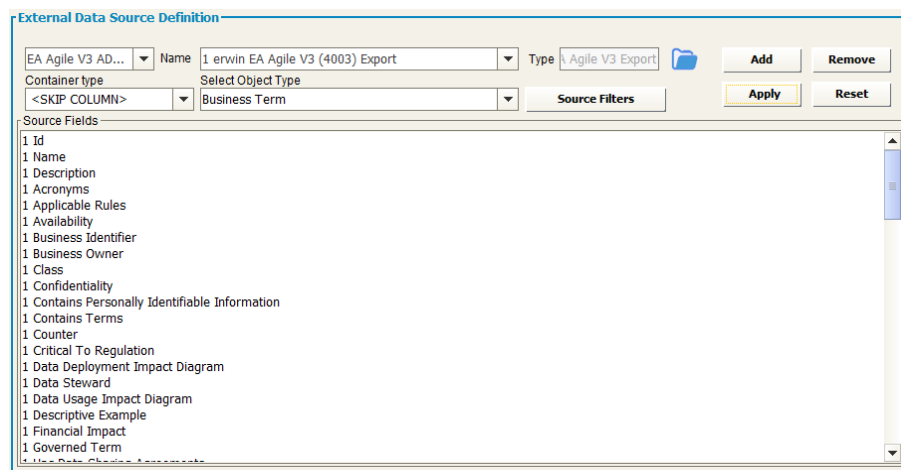 External Data Source Definition
EA Agile V3 AD... Name 1 erwin EA Agile V3 (4003) Export Type Agile V3 Export Add Remove
Container type Select Object Type
<SKIP COLUMN> Business Term Source Filters Apply Reset
Source Fields
1 Id
1 Name
1 Description
1 Acronyms
1 Applicable Rules
1 Availability
1 Business Identifier
1 Business Owner
1 Class
1 Confidentiality
1 Contains Personally Identifiable Information
1 Contains Terms
1 Counter
1 Critical To Regulation
1 Data Deployment Impact Diagram
1 Data Steward
1 Data Usage Impact Diagram
1 Descriptive Example
1 Financial Impact
1 Governed Term